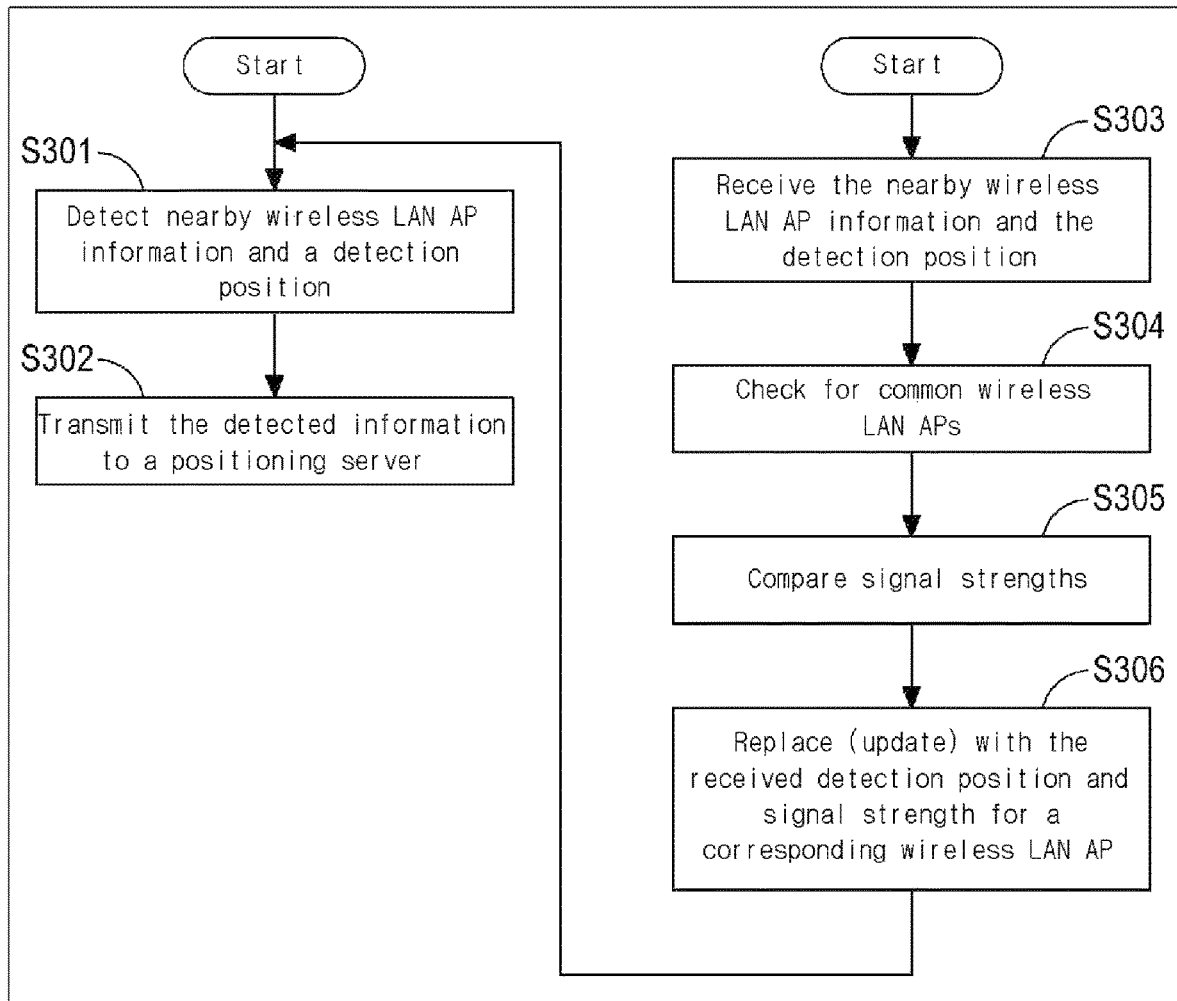 Start
S301
Detect nearby wireless LAN AP
information and a detection
position
S302
Transmit the detected information
to a positioning server
Start
S303
Receive the nearby wireless
LAN AP information and the
detection position
S304
Check for common wireless
LAN APs
S305
Compare signal strengths
S306
Replace (update) with the
received detection position and
signal strength for a
corresponding wireless LAN AP